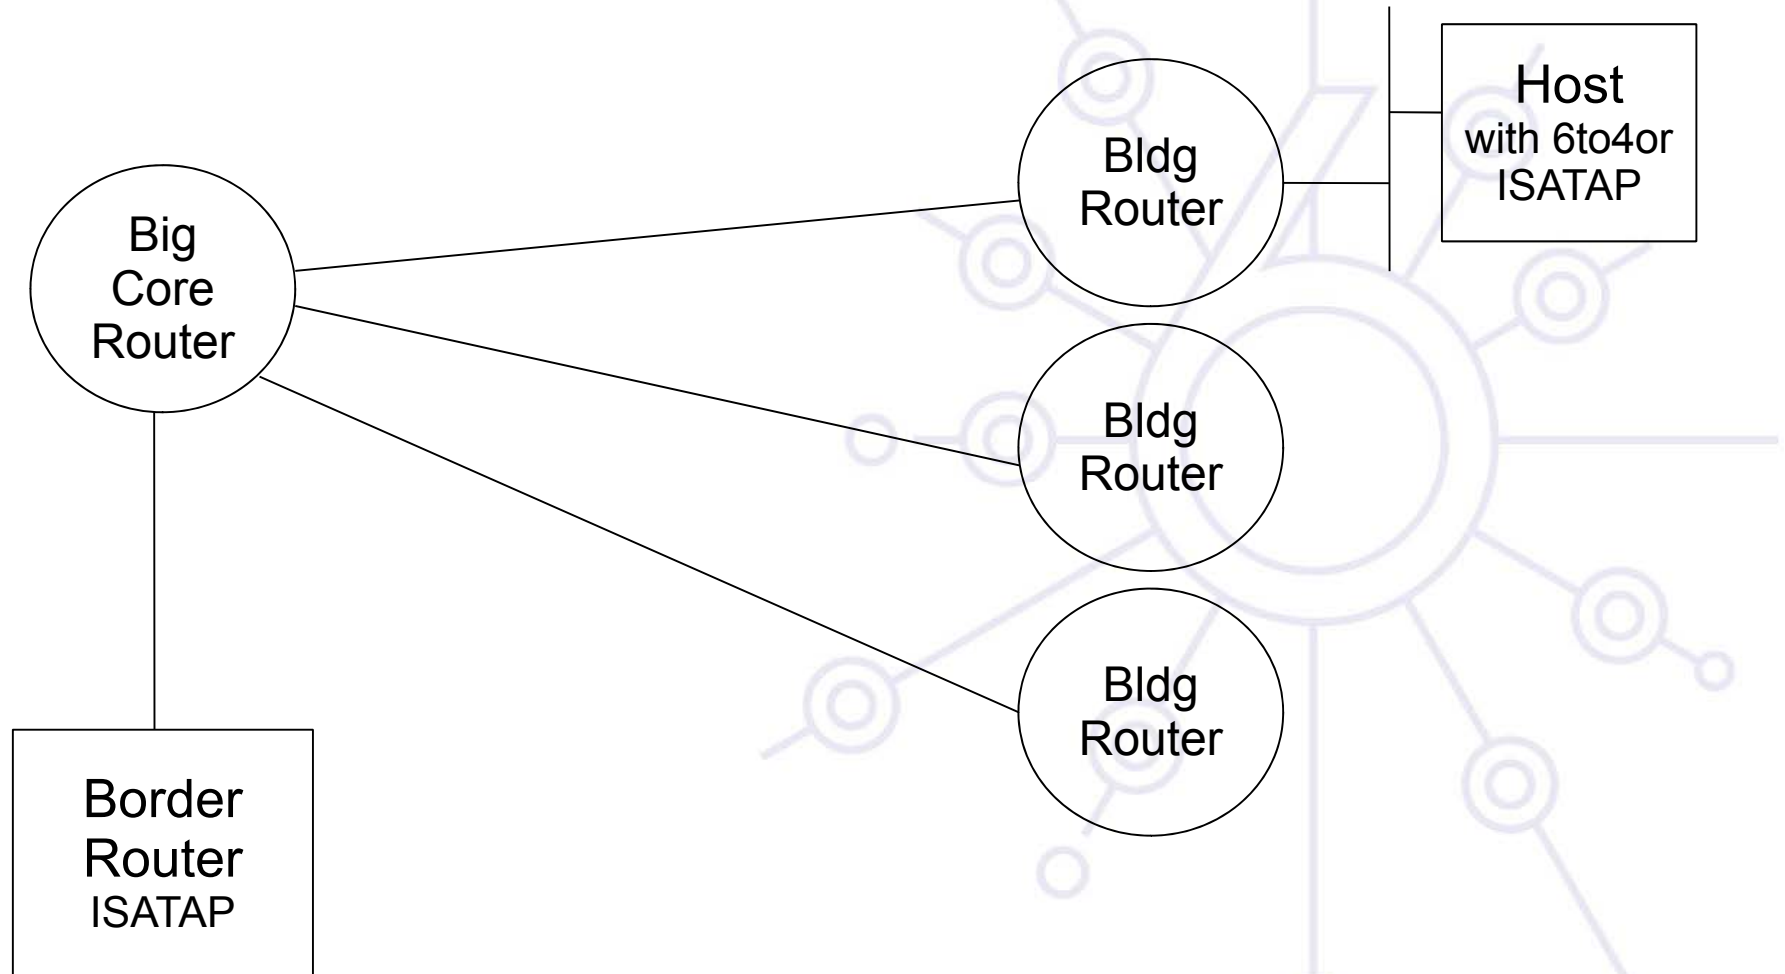 Host
with 6to4or
ISATAP
Bldg
Router
Big
Core
Router
Bldg
Router
Bldg
Router
Border
Router
ISATAP